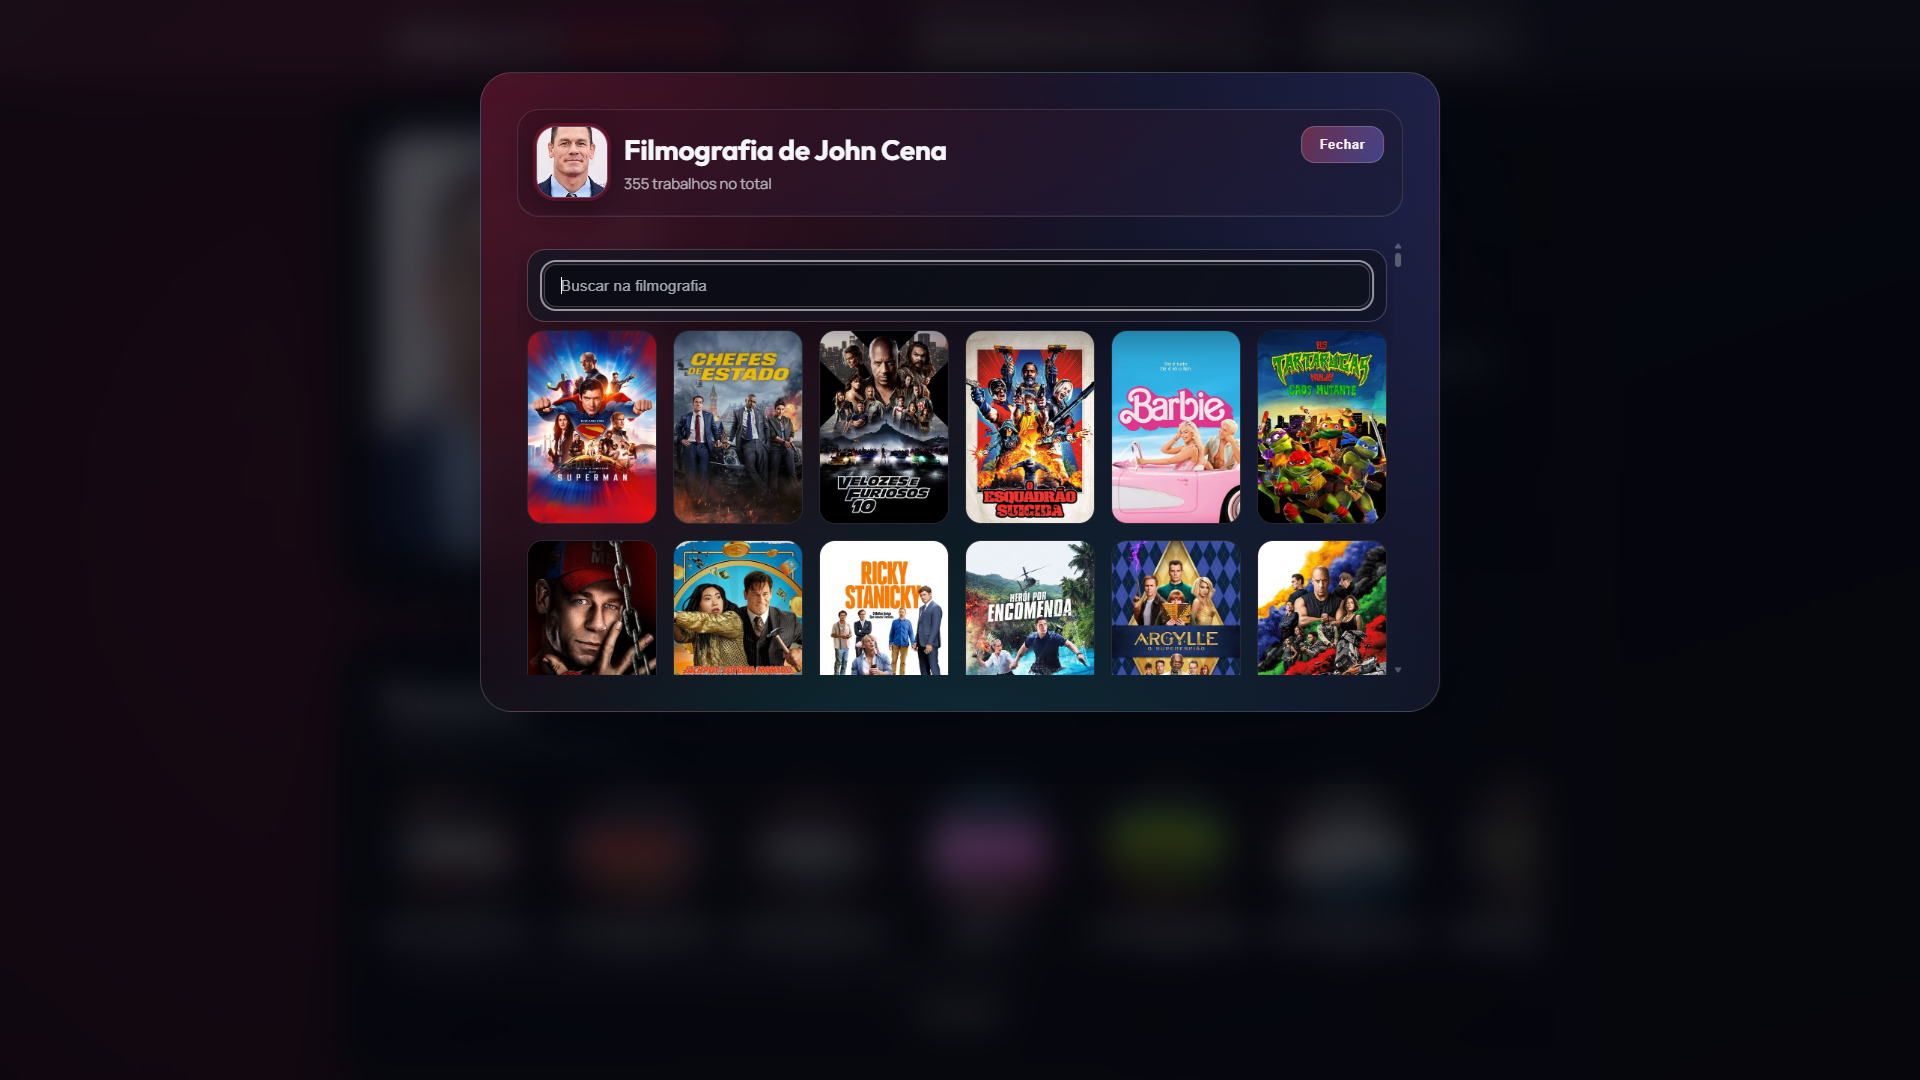 Filmografia de John Cena
355 trabalhos no total
Fechar
Buscar na filmografia
SUPERMAN
CHEFES
DE ESTADO
VELOZES E
FURIOSOS
10
O
ESQUADRÃO
SUICIDA
Barbie
AS
TARTARUGAS
NINJA
CAOS MUTANTE
RICKY
STANICKY
HERÓI POR
ENCOMENDA
ARGYLLE
O SUPERESPIÃO